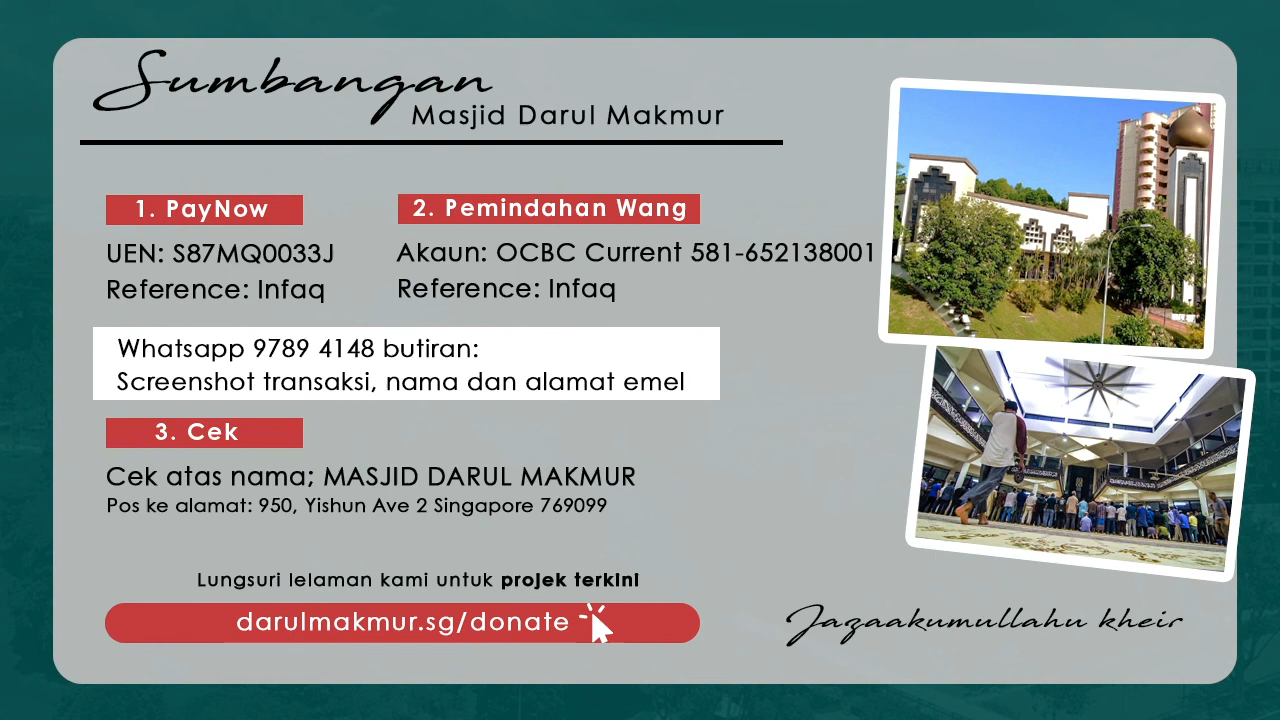 Sumbangan
Masjid Darul Makmur
1. PayNow
UEN: S87MQ0033J
Reference: Infaq
2. Pemindahan Wang
Akaun: OCBC Current 581-652138001
Reference: Infaq
Whatsapp 9789 4148 butiran:
Screenshot transaksi, nama dan alamat emel
3. Cek
Cek atas nama; MASJID DARUL MAKMUR
Pos ke alamat: 950, Yishun Ave 2 Singapore 769099
Lungsuri lelaman kami untuk projek terkini
darulmakmur.sg/donate
Jazaakumullahu kheir